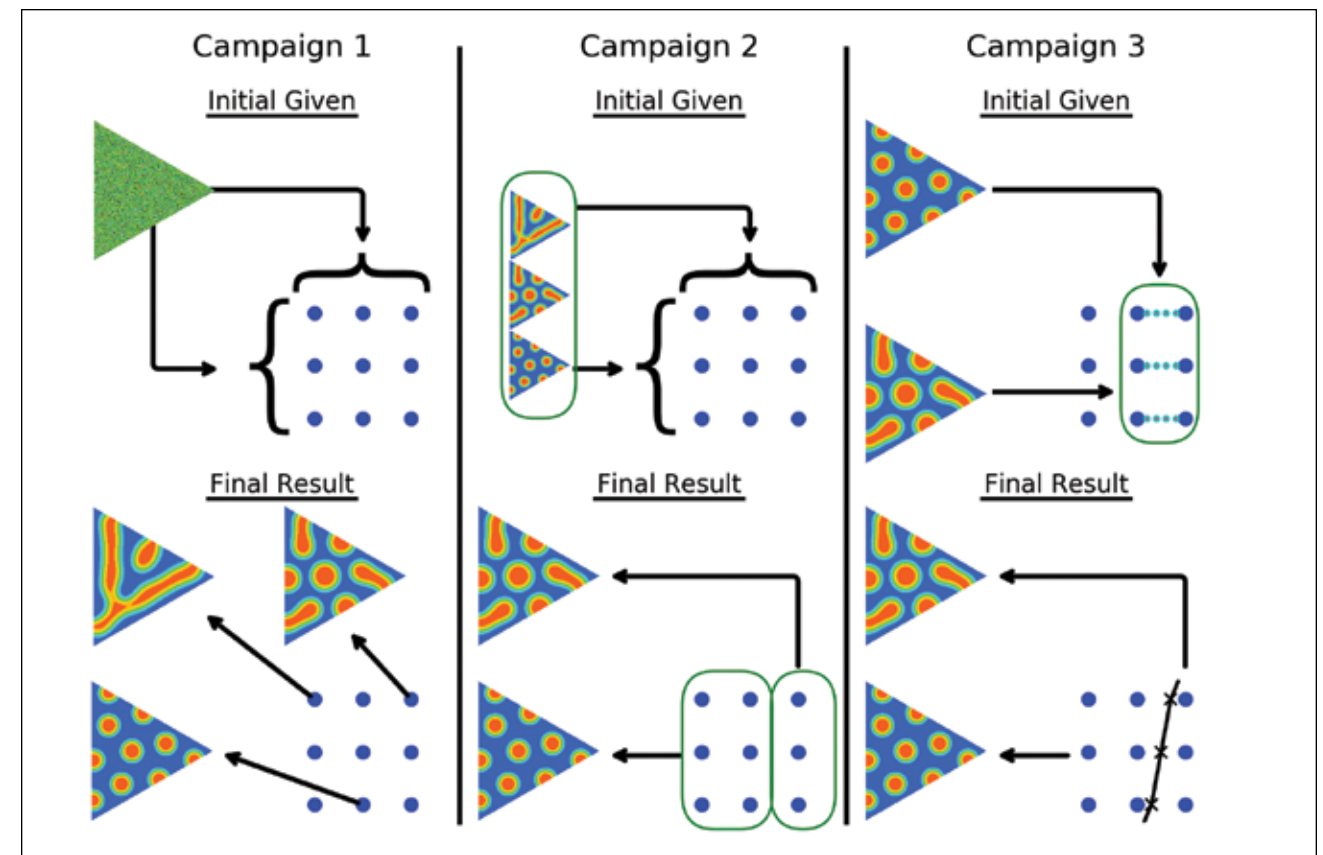 Campaign 1
Initial Given
Final Result
Campaign 2
Initial Given
Final Result
Campaign 3
Initial Given
Final Result